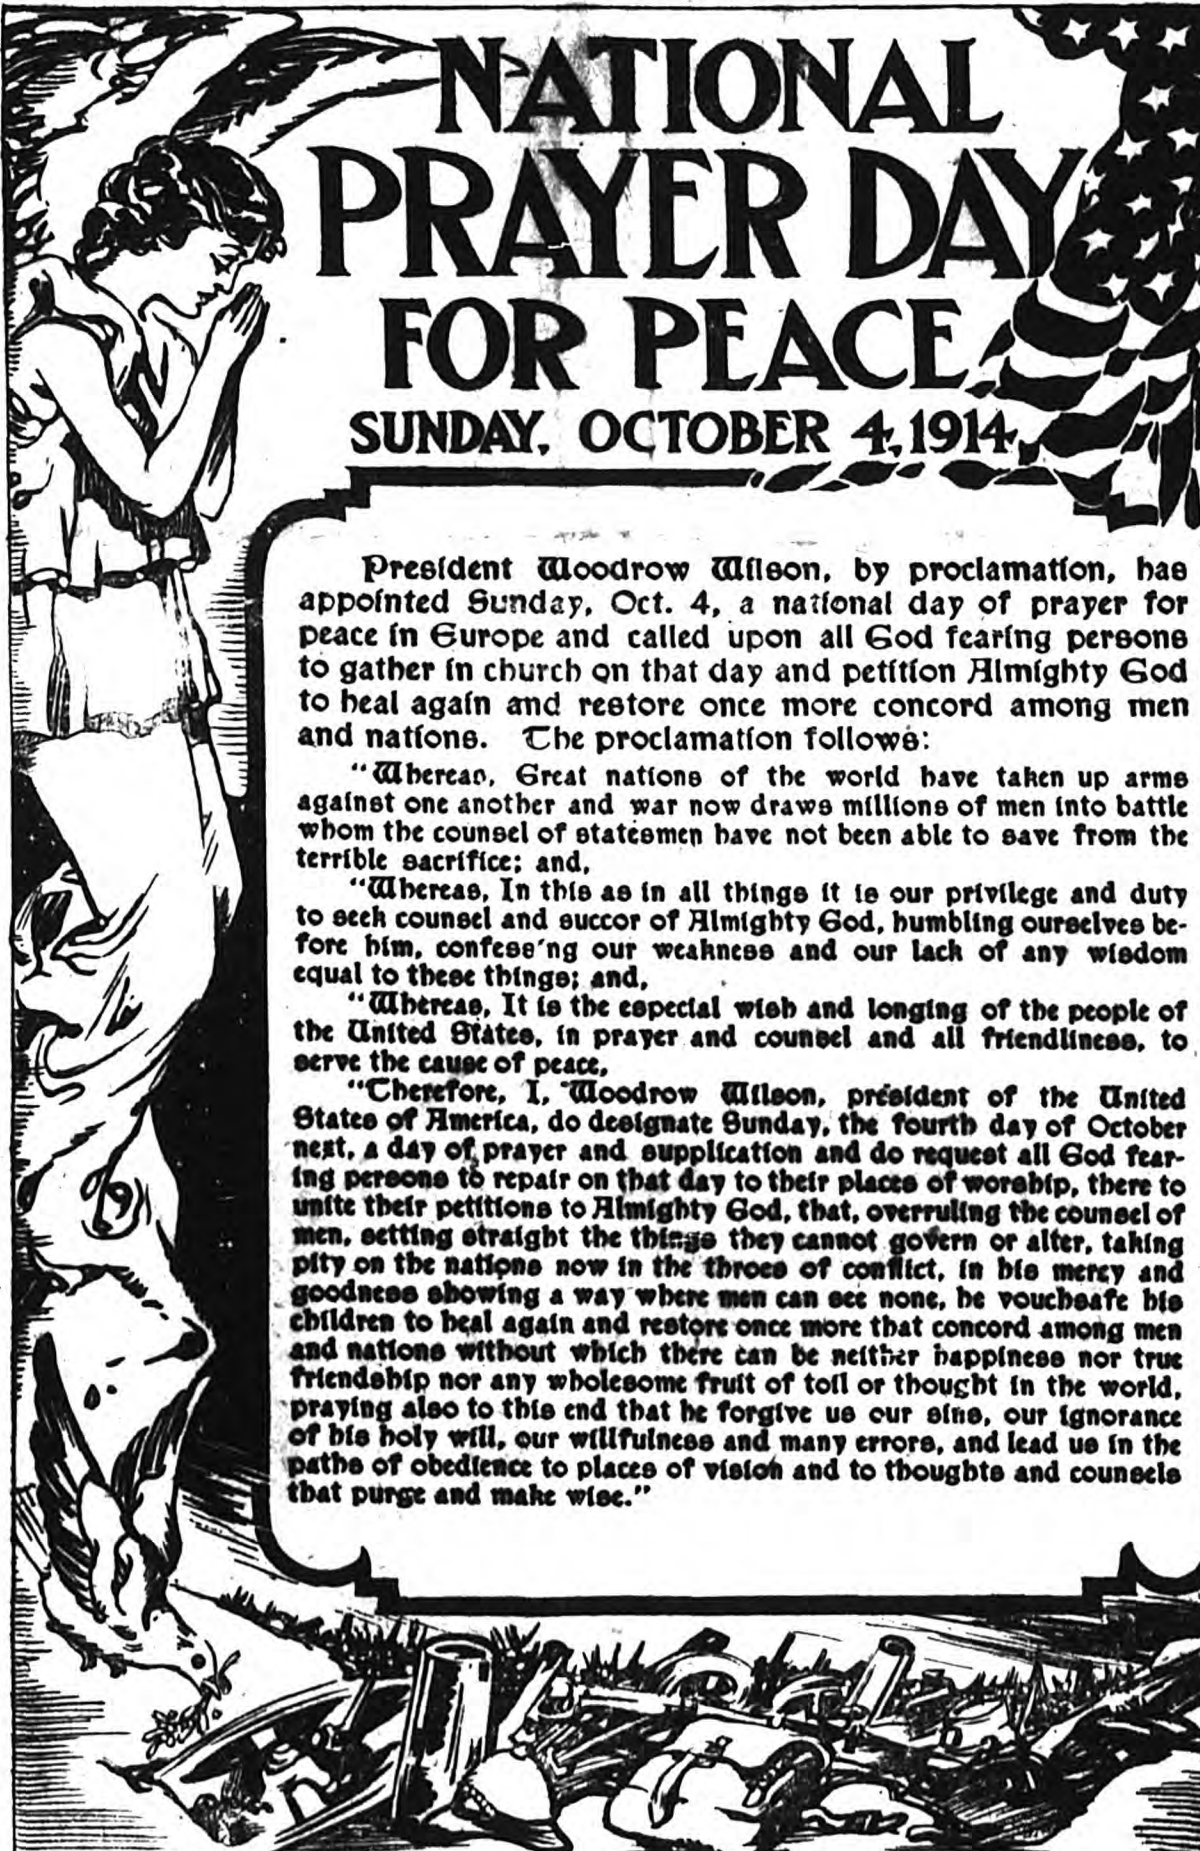 NATIONAL
PRAYER DAY
FOR PEACE
SUNDAY, OCTOBER 4, 1914
President Woodrow Wilson, by proclamation, has
appointed Sunday, Oct. 4, a national day of prayer for
peace in Europe and called upon all God fearing persons
to gather in church on that day and petition Almighty God
to heal again and restore once more concord among men
and nations. The proclamation follows:
"Whereas, Great nations of the world have taken up arms
against one another and war now draws millions of men into battle
whom the counsel of statesmen have not been able to save from the
terrible sacrifice; and,
"Whereas, In this as in all things it is our privilege and duty
to seek counsel and succor of Almighty God, humbling ourselves be-
fore him, confess'ng our weakness and our lack of any wisdom
equal to these things; and,
"Whereas, It is the especial wish and longing of the people of
the United States, in prayer and counsel and all friendliness, to
serve the cause of peace,
"Therefore, I, Woodrow Wilson, president of the United
States of America, do designate Sunday, the fourth day of October
next, a day of prayer and supplication and do request all God fear-
ing persons to repair on that day to their places of worship, there to
unite their petitions to Almighty God, that, overruling the counsel of
men, setting straight the things they cannot govern or alter, taking
pity on the nations now in the throes of conflict, in his mercy and
goodness showing a way where men can see none, he vouchsafe his
children to heal again and restore once more that concord among men
and nations without which there can be neither happiness nor true
friendship nor any wholesome fruit of toil or thought in the world,
praying also to this end that he forgive us our sins, our ignorance
of his holy will, our willfulness and many errors, and lead us in the
paths of obedience to places of vision and to thoughts and counsels
that purge and make wise."